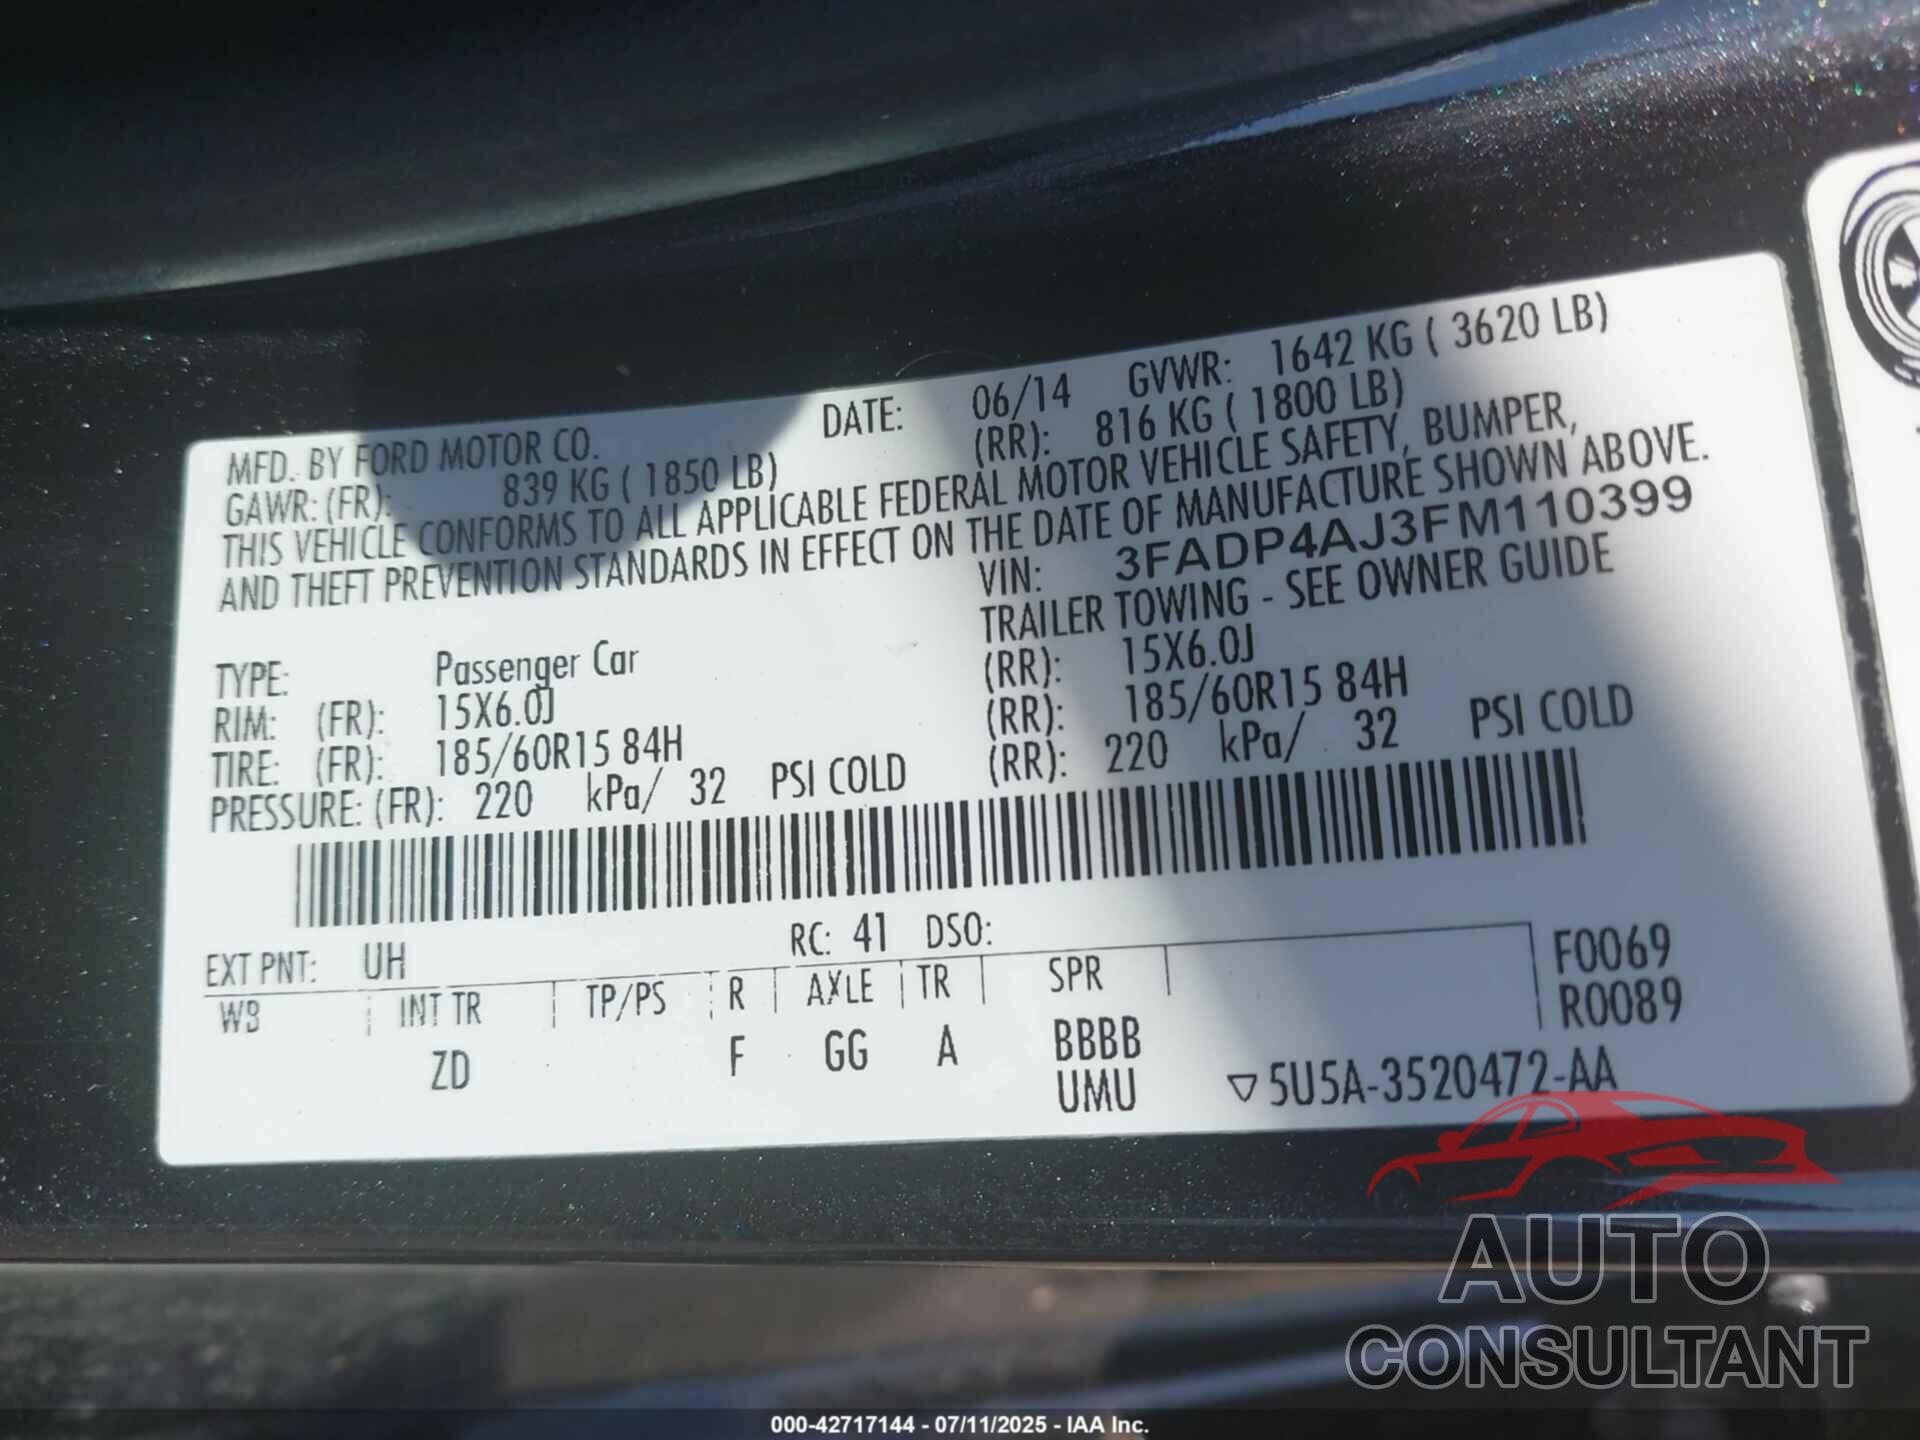 MFD. BY FORD MOTOR CO. DATE: 06/14 GVWR: 1642 KG ( 3620 LB)
GAWR: (FR): 839 KG ( 1850 LB) (RR): 816 KG ( 1800 LB)
THIS VEHICLE CONFORMS TO ALL APPLICABLE FEDERAL MOTOR VEHICLE SAFETY, BUMPER,
AND THEFT PREVENTION STANDARDS IN EFFECT ON THE DATE OF MANUFACTURE SHOWN ABOVE.
VIN: 3FADP4AJ3FM110399
TRAILER TOWING - SEE OWNER GUIDE
TYPE: Passenger Car
RIM: (FR): 15X6.0J (RR): 15X6.0J
TIRE: (FR): 185/60R15 84H (RR): 185/60R15 84H
PRESSURE: (FR): 220 kPa/ 32 PSI COLD (RR): 220 kPa/ 32 PSI COLD
EXT PNT: UH RC: 41 DSO:
WB INT TR TP/PS R AXLE TR SPR F0069
ZD F GG A BBBB R0089
UMU ▽5U5A-3520472-AA
AUTO
CONSULTANT
000-42717144 - 07/11/2025 - IAA Inc.